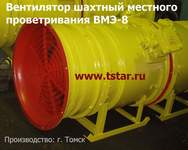 Вентилятор шахтный местного
проветривания ВМЭ-8
www.tstar.ru
Производство: г. Томск